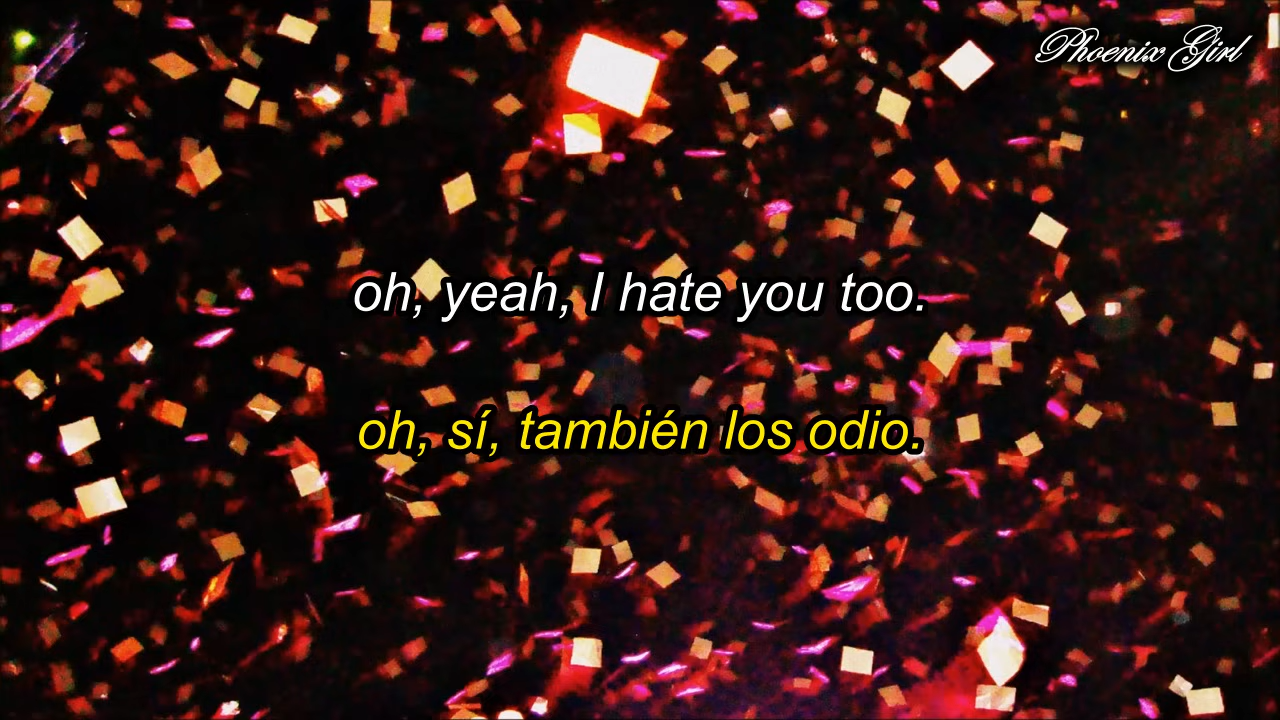 Phoenix Girl
oh, yeah, I hate you too.
oh, sí, también los odio.